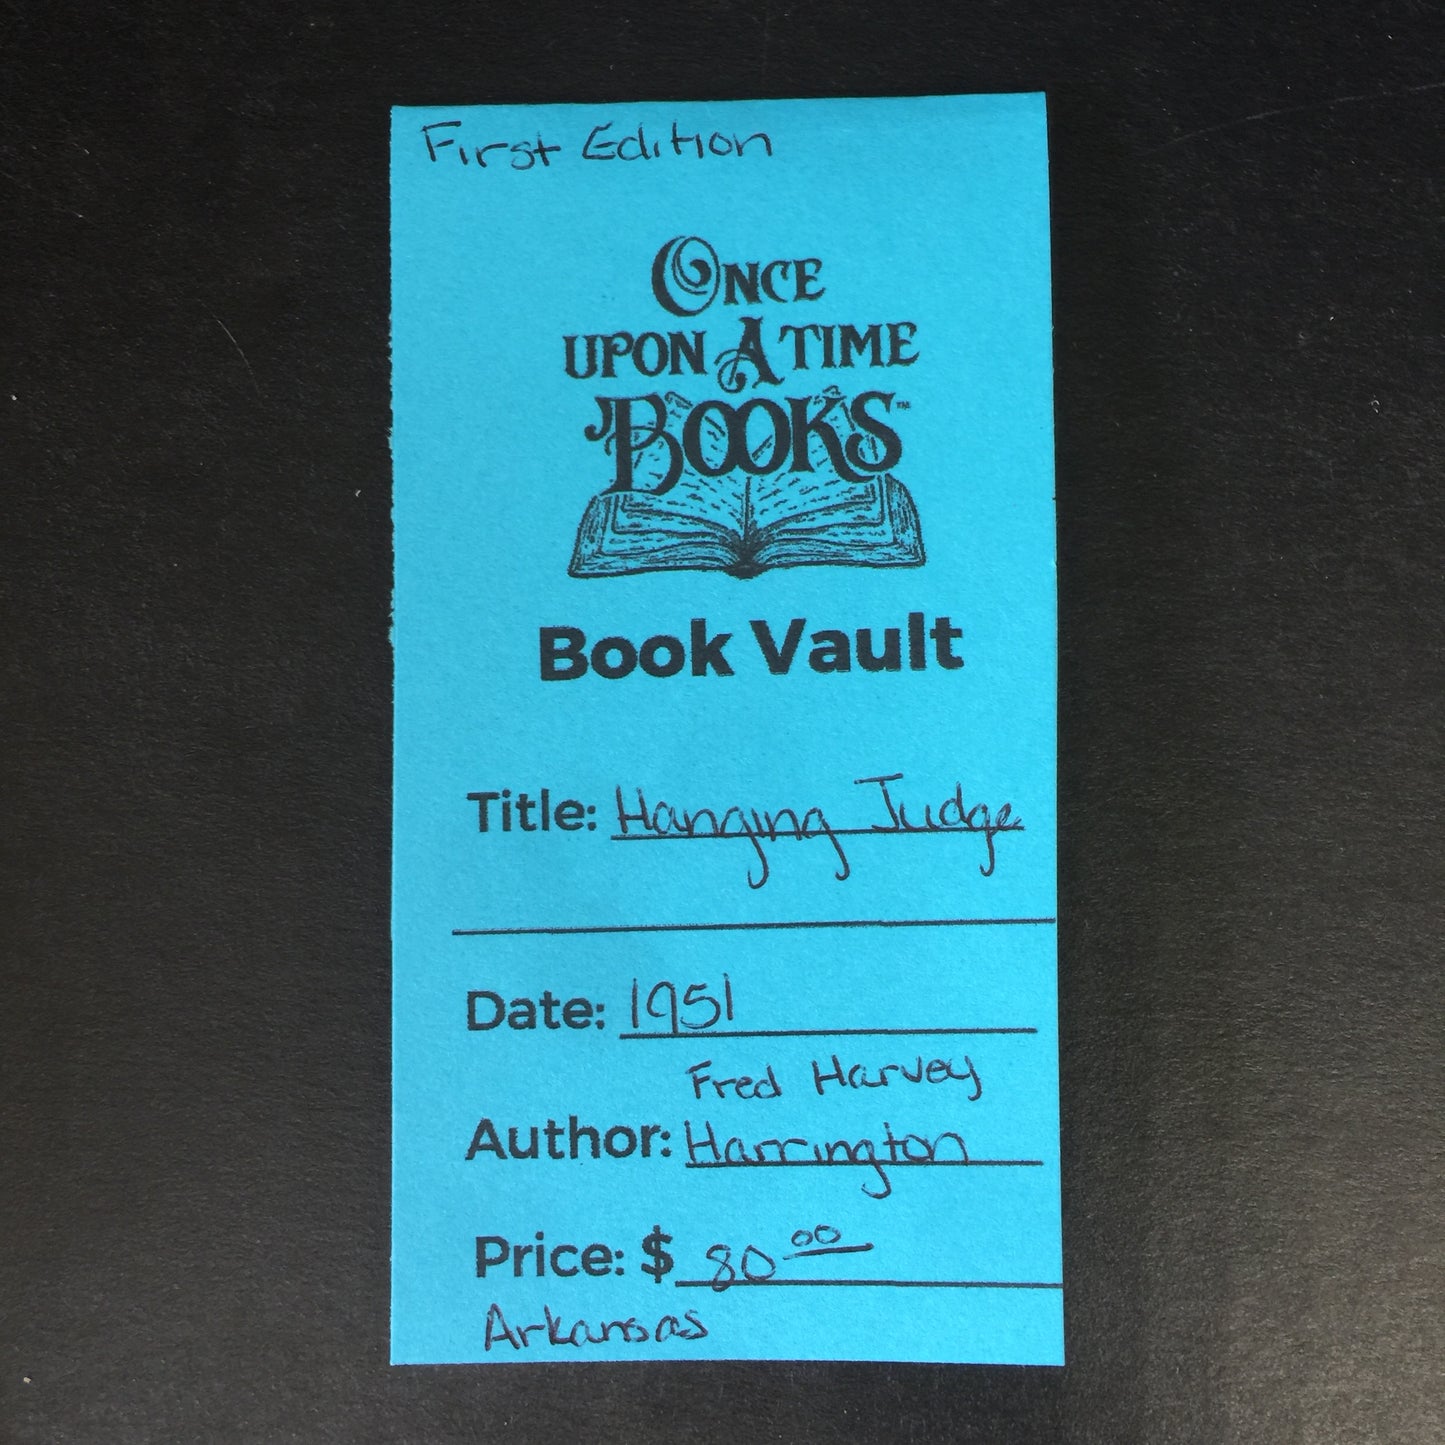 First Edition
ONCE
UPON A TIME
BOOKS™
Book Vault
Title: Hanging Judge
Date: 1951
Fred Harvey
Author: Harrington
Price: $ 80 00
Arkansas